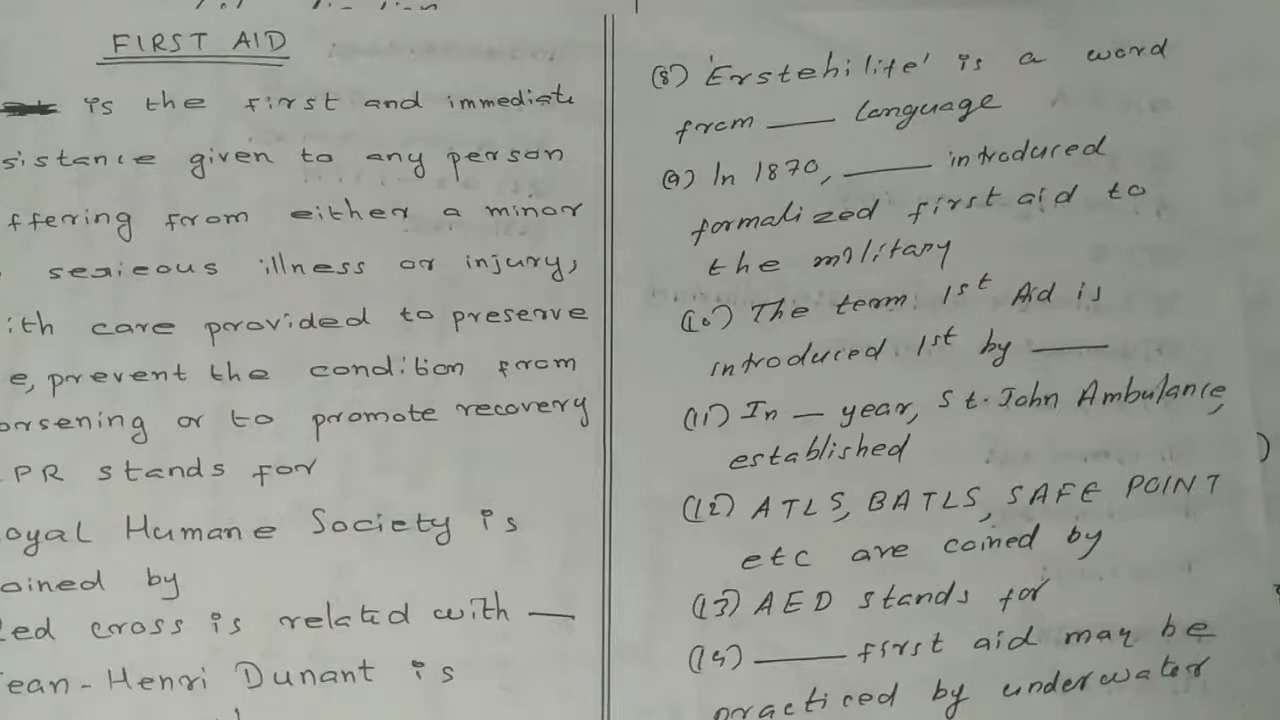 FIRST AID
is the first and immediate
sistance given to any person
ffering from either a minor
serieous illness or injury,
ith care provided to preserve
e, prevent the condition from
orsening or to promote recovery
PR stands for
oyal Humane Society is
oined by
ed cross is related with —
ean-Henri Dunant is
(8) 'Erstehilite' is a word
from —— language
(9) In 1870, —— introduced
formalized first aid to
the military
(10) The term 1st Aid is
introduced 1st by ——
(11) In — year, St. John Ambulance,
established
(12) ATLS, BATLS, SAFE POINT
etc are coined by
(13) AED stands for
(14) —— first aid may be
practiced by underwater